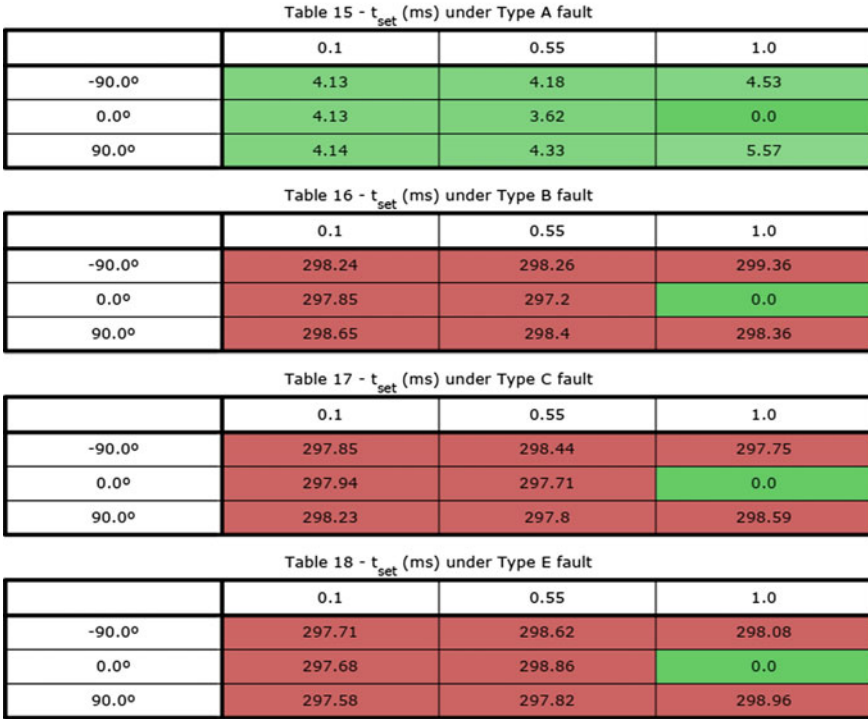 Table 15 - t_set (ms) under Type A fault
0.1 0.55 1.0
-90.0º 4.13 4.18 4.53
0.0º 4.13 3.62 0.0
90.0º 4.14 4.33 5.57
Table 16 - t_set (ms) under Type B fault
0.1 0.55 1.0
-90.0º 298.24 298.26 299.36
0.0º 297.85 297.2 0.0
90.0º 298.65 298.4 298.36
Table 17 - t_set (ms) under Type C fault
0.1 0.55 1.0
-90.0º 297.85 298.44 297.75
0.0º 297.94 297.71 0.0
90.0º 298.23 297.8 298.59
Table 18 - t_set (ms) under Type E fault
0.1 0.55 1.0
-90.0º 297.71 298.62 298.08
0.0º 297.68 298.86 0.0
90.0º 297.58 297.82 298.96